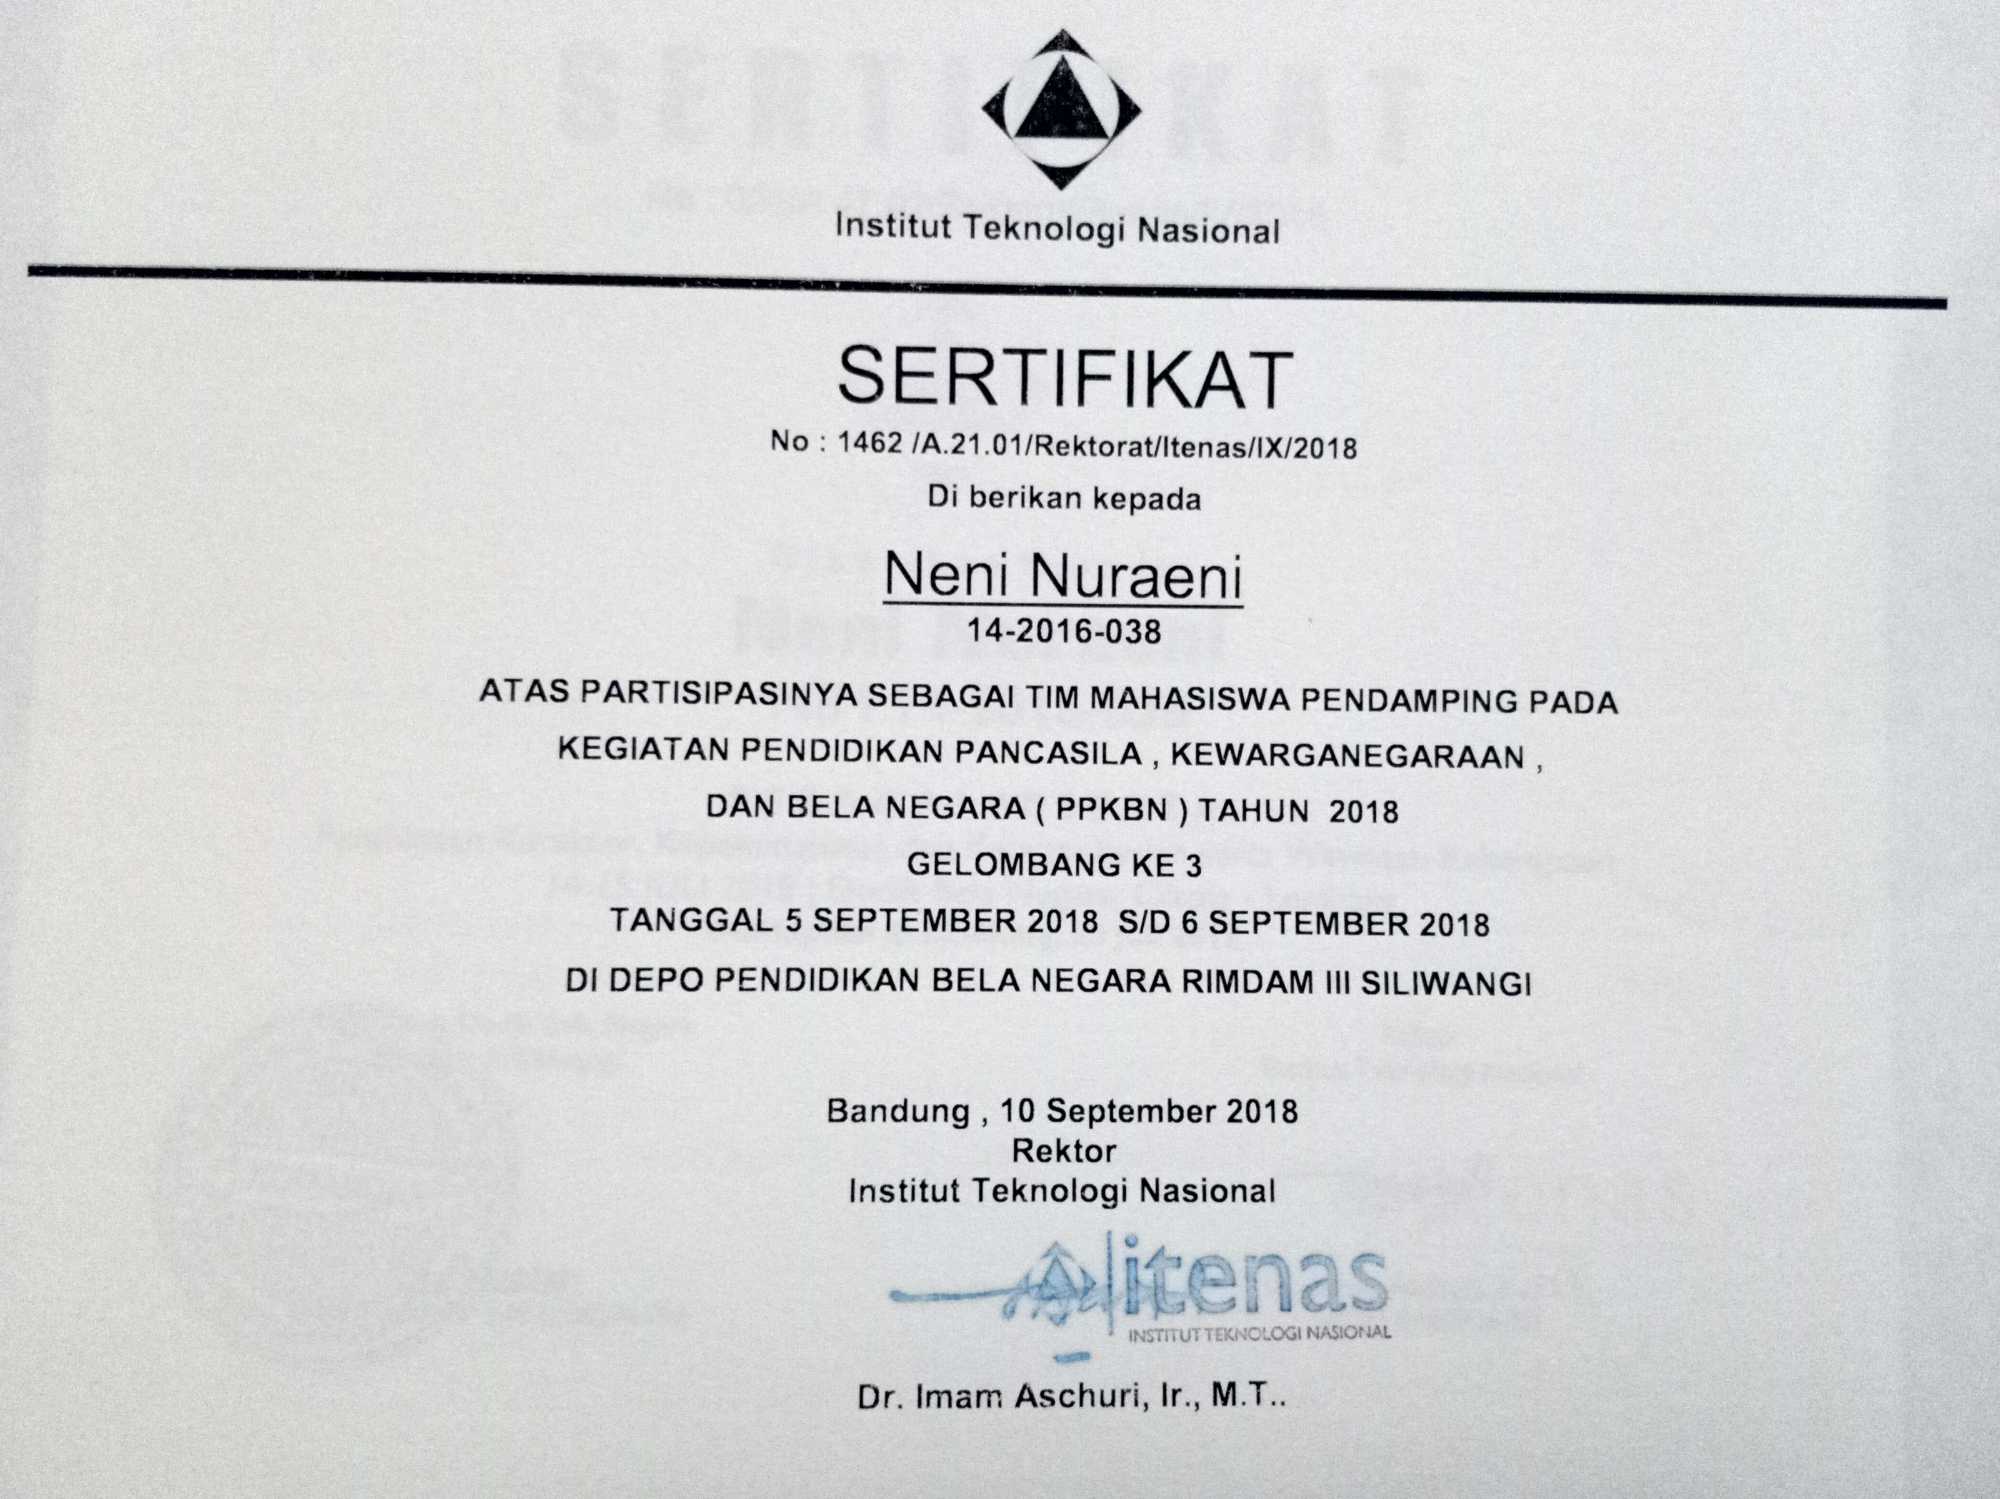 Institut Teknologi Nasional
SERTIFIKAT
No : 1462 /A.21.01/Rektorat/Itenas/IX/2018
Di berikan kepada
Neni Nuraeni
14-2016-038
ATAS PARTISIPASINYA SEBAGAI TIM MAHASISWA PENDAMPING PADA
KEGIATAN PENDIDIKAN PANCASILA , KEWARGANEGARAAN ,
DAN BELA NEGARA ( PPKBN ) TAHUN 2018
GELOMBANG KE 3
TANGGAL 5 SEPTEMBER 2018 S/D 6 SEPTEMBER 2018
DI DEPO PENDIDIKAN BELA NEGARA RIMDAM III SILIWANGI
Bandung , 10 September 2018
Rektor
Institut Teknologi Nasional
itenas
INSTITUT TEKNOLOGI NASIONAL
Dr. Imam Aschuri, Ir., M.T..